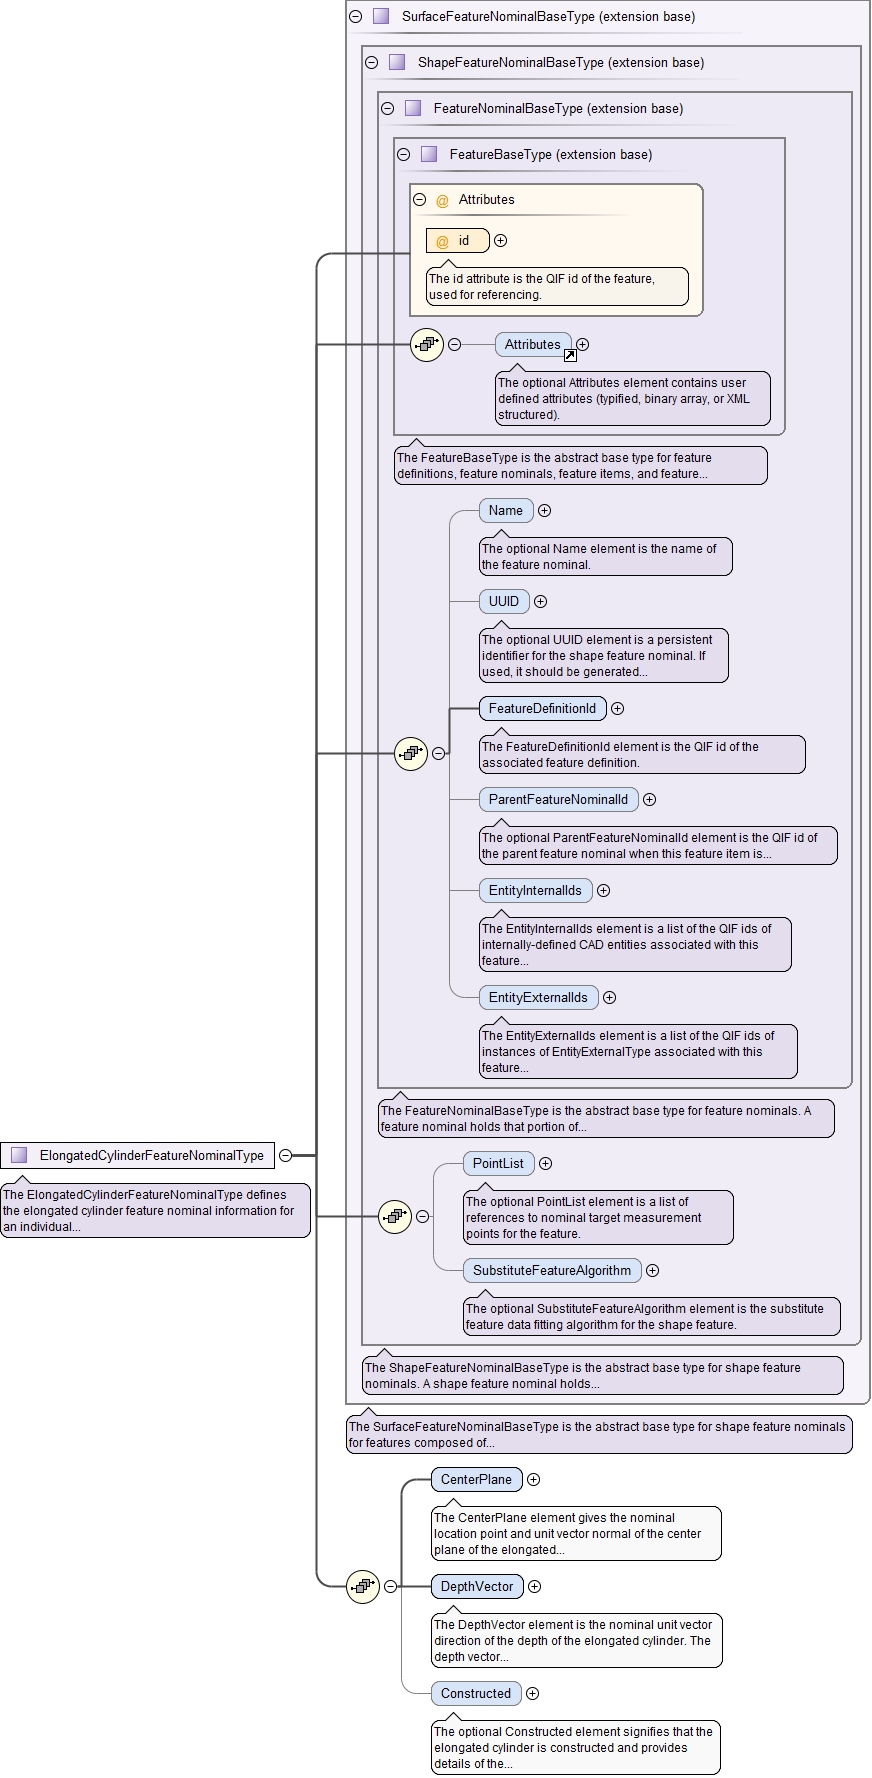 SurfaceFeatureNominalBaseType (extension base)
ShapeFeatureNominalBaseType (extension base)
FeatureNominalBaseType (extension base)
FeatureBaseType (extension base)
@ Attributes
@ id
The id attribute is the QIF id of the feature,
used for referencing.
Attributes
The optional Attributes element contains user
defined attributes (typified, binary array, or XML
structured).
The FeatureBaseType is the abstract base type for feature
definitions, feature nominals, feature items, and feature...
Name
The optional Name element is the name of
the feature nominal.
UUID
The optional UUID element is a persistent
identifier for the shape feature nominal. If
used, it should be generated...
FeatureDefinitionId
The FeatureDefinitionId element is the QIF id of the
associated feature definition.
ParentFeatureNominalId
The optional ParentFeatureNominalId element is the QIF id of
the parent feature nominal when this feature item is...
EntityInternalIds
The EntityInternalIds element is a list of the QIF ids of
internally-defined CAD entities associated with this
feature...
EntityExternalIds
The EntityExternalIds element is a list of the QIF ids of
instances of EntityExternalType associated with this
feature...
The FeatureNominalBaseType is the abstract base type for feature nominals. A
feature nominal holds that portion of...
ElongatedCylinderFeatureNominalType
The ElongatedCylinderFeatureNominalType defines
the elongated cylinder feature nominal information for
an individual...
PointList
The optional PointList element is a list of
references to nominal target measurement
points for the feature.
SubstituteFeatureAlgorithm
The optional SubstituteFeatureAlgorithm element is the substitute
feature data fitting algorithm for the shape feature.
The ShapeFeatureNominalBaseType is the abstract base type for shape feature
nominals. A shape feature nominal holds...
The SurfaceFeatureNominalBaseType is the abstract base type for shape feature nominals
for features composed of...
CenterPlane
The CenterPlane element gives the nominal
location point and unit vector normal of the center
plane of the elongated...
DepthVector
The DepthVector element is the nominal unit vector
direction of the depth of the elongated cylinder. The
depth vector...
Constructed
The optional Constructed element signifies that the
elongated cylinder is constructed and provides
details of the...